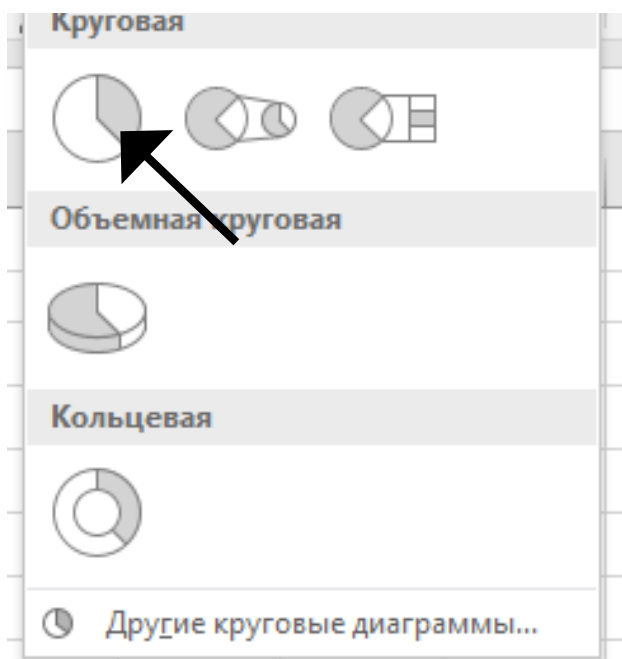 Круговая
Объемная круговая
Кольцевая
Другие круговые диаграммы...